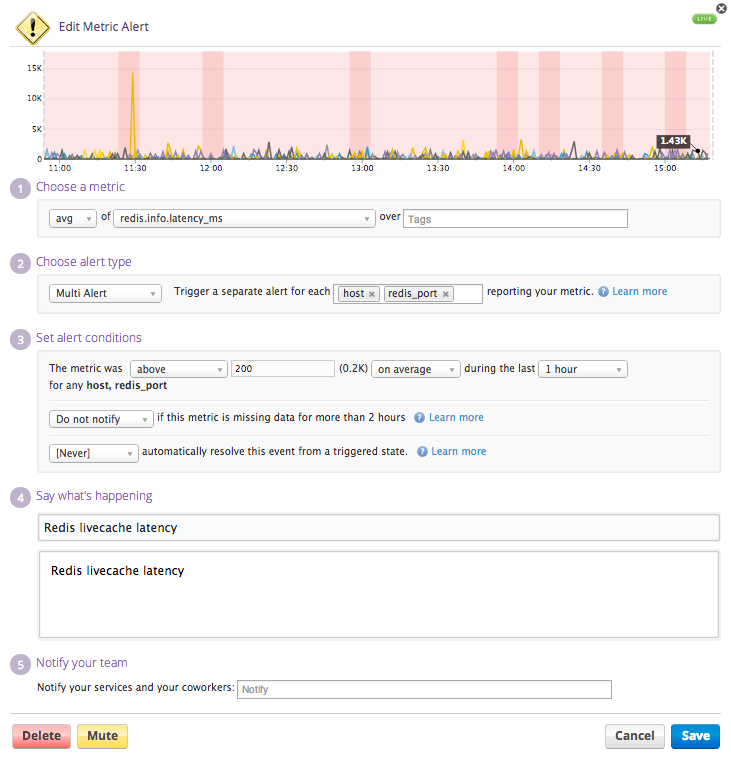 Edit Metric Alert
LIVE
15K
10K
5K
0
1.43K
11:00 11:30 12:00 12:30 13:00 13:30 14:00 14:30 15:00
1 Choose a metric
avg of redis.info.latency_ms over Tags
2 Choose alert type
Multi Alert Trigger a separate alert for each host × redis_port × reporting your metric. ? Learn more
3 Set alert conditions
The metric was above 200 (0.2K) on average during the last 1 hour
for any host, redis_port
Do not notify if this metric is missing data for more than 2 hours ? Learn more
[Never] automatically resolve this event from a triggered state. ? Learn more
4 Say what's happening
Redis livecache latency
Redis livecache latency
5 Notify your team
Notify your services and your coworkers: Notify
Delete Mute Cancel Save